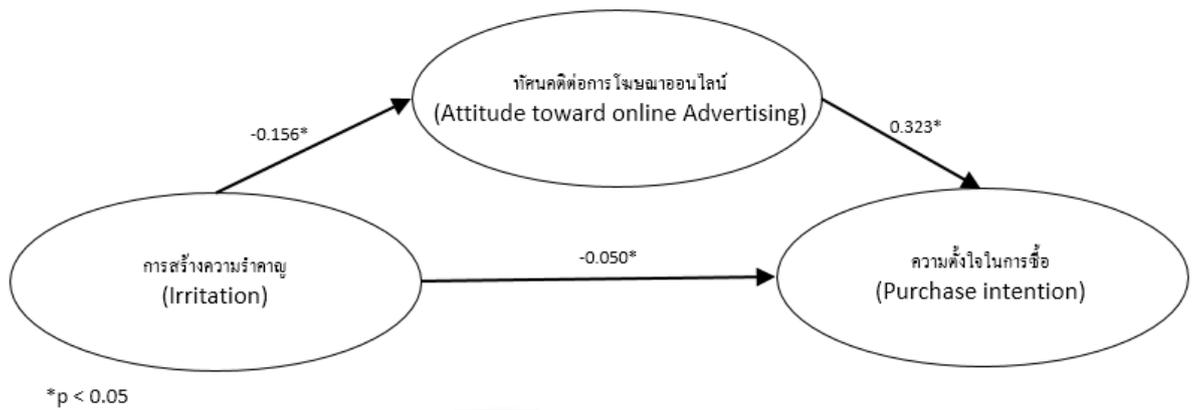 ทัศนคติต่อการโฆษณาออนไลน์
(Attitude toward online Advertising)
-0.156*
0.323*
การสร้างความรำคาญ
(Irritation)
-0.050*
ความตั้งใจในการซื้อ
(Purchase intention)
*p < 0.05